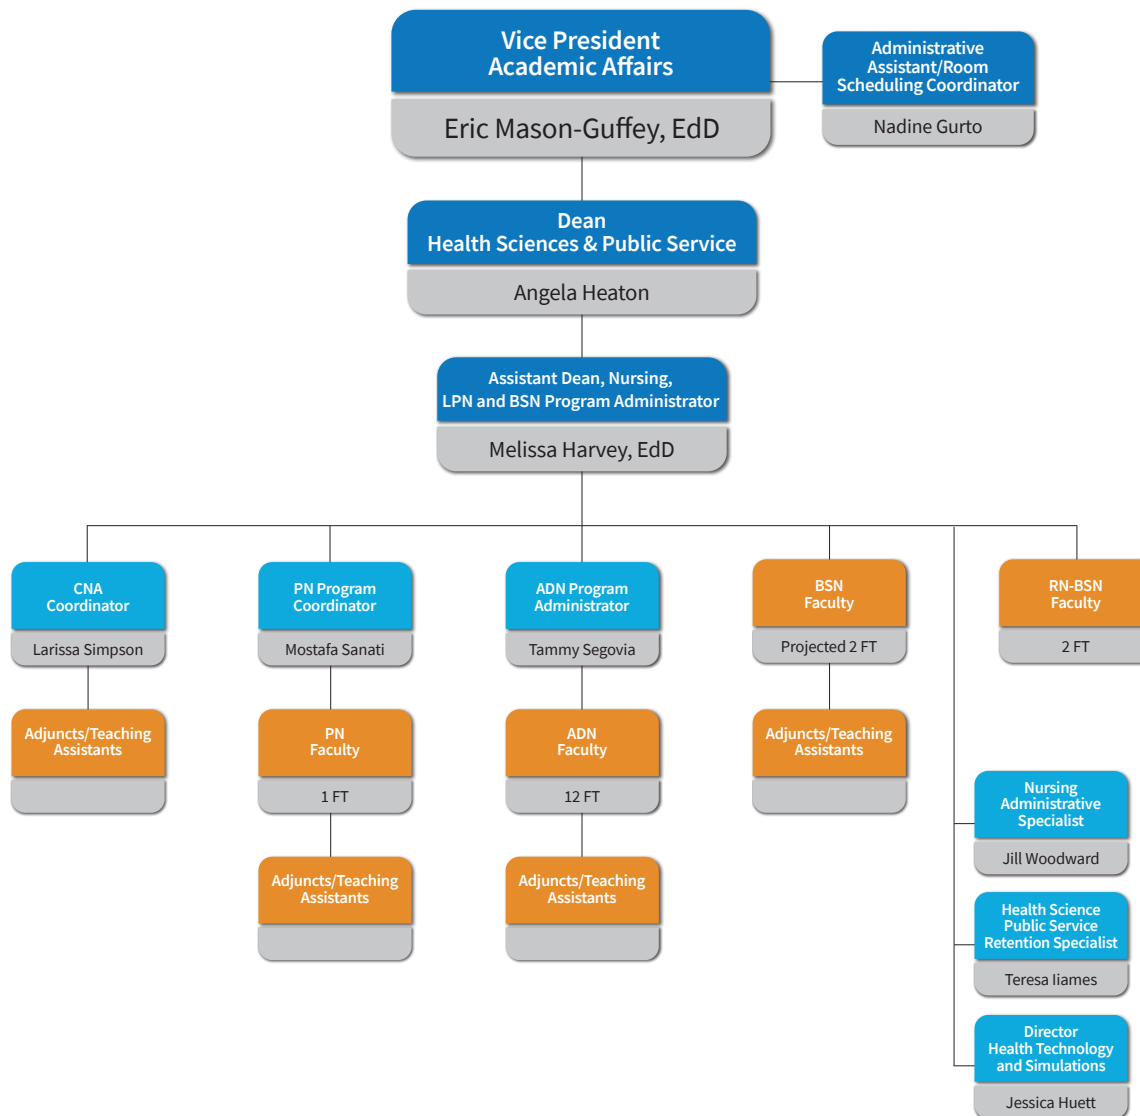 Vice President
Academic Affairs
Eric Mason-Guffey, EdD
Administrative
Assistant/Room
Scheduling Coordinator
Nadine Gurto
Dean
Health Sciences & Public Service
Angela Heaton
Assistant Dean, Nursing,
LPN and BSN Program Administrator
Melissa Harvey, EdD
CNA
Coordinator
Larissa Simpson
PN Program
Coordinator
Mostafa Sanati
ADN Program
Administrator
Tammy Segovia
BSN
Faculty
Projected 2 FT
RN-BSN
Faculty
2 FT
Adjuncts/Teaching
Assistants
PN
Faculty
1 FT
ADN
Faculty
12 FT
Adjuncts/Teaching
Assistants
Adjuncts/Teaching
Assistants
Adjuncts/Teaching
Assistants
Nursing
Administrative
Specialist
Jill Woodward
Health Science
Public Service
Retention Specialist
Teresa Iiames
Director
Health Technology
and Simulations
Jessica Huett